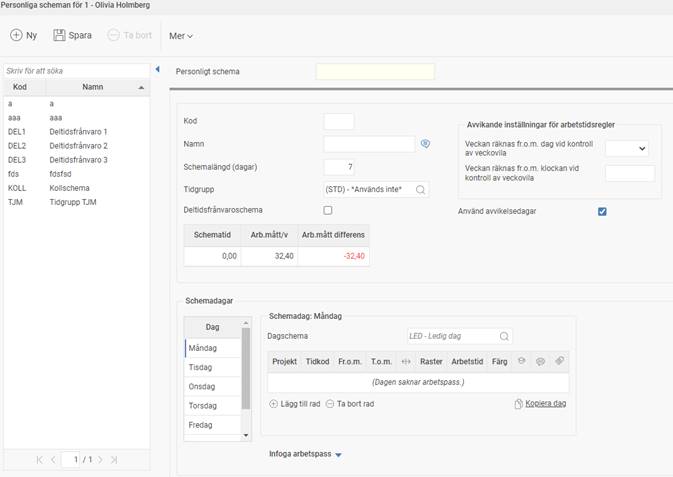 Personliga scheman för 1 - Olivia Holmberg
Ny Spara Ta bort Mer
Skriv för att söka
Kod Namn
a a
aaa aaa
DEL1 Deltidsfrånvaro 1
DEL2 Deltidsfrånvaro 2
DEL3 Deltidsfrånvaro 3
fds fdsfsd
KOLL Kollschema
TJM Tidgrupp TJM
1 / 1
Personligt schema
Kod
Namn
Schemalängd (dagar) 7
Tidgrupp (STD) - *Används inte*
Deltidsfrånvaroschema
Schematid Arb.mått/v Arb.mått differens
0,00 32,40 -32,40
Avvikande inställningar för arbetstidsregler
Veckan räknas fr.o.m. dag vid kontroll
av veckovila
Veckan räknas fr.o.m. klockan vid
kontroll av veckovila
Använd avvikelsedagar
Schemadagar
Dag
Måndag
Tisdag
Onsdag
Torsdag
Fredag
Schemadag: Måndag
Dagschema LED - Ledig dag
Projekt Tidkod Fr.o.m. T.o.m. Raster Arbetstid Färg
(Dagen saknar arbetspass.)
Lägg till rad Ta bort rad Kopiera dag
Infoga arbetspass